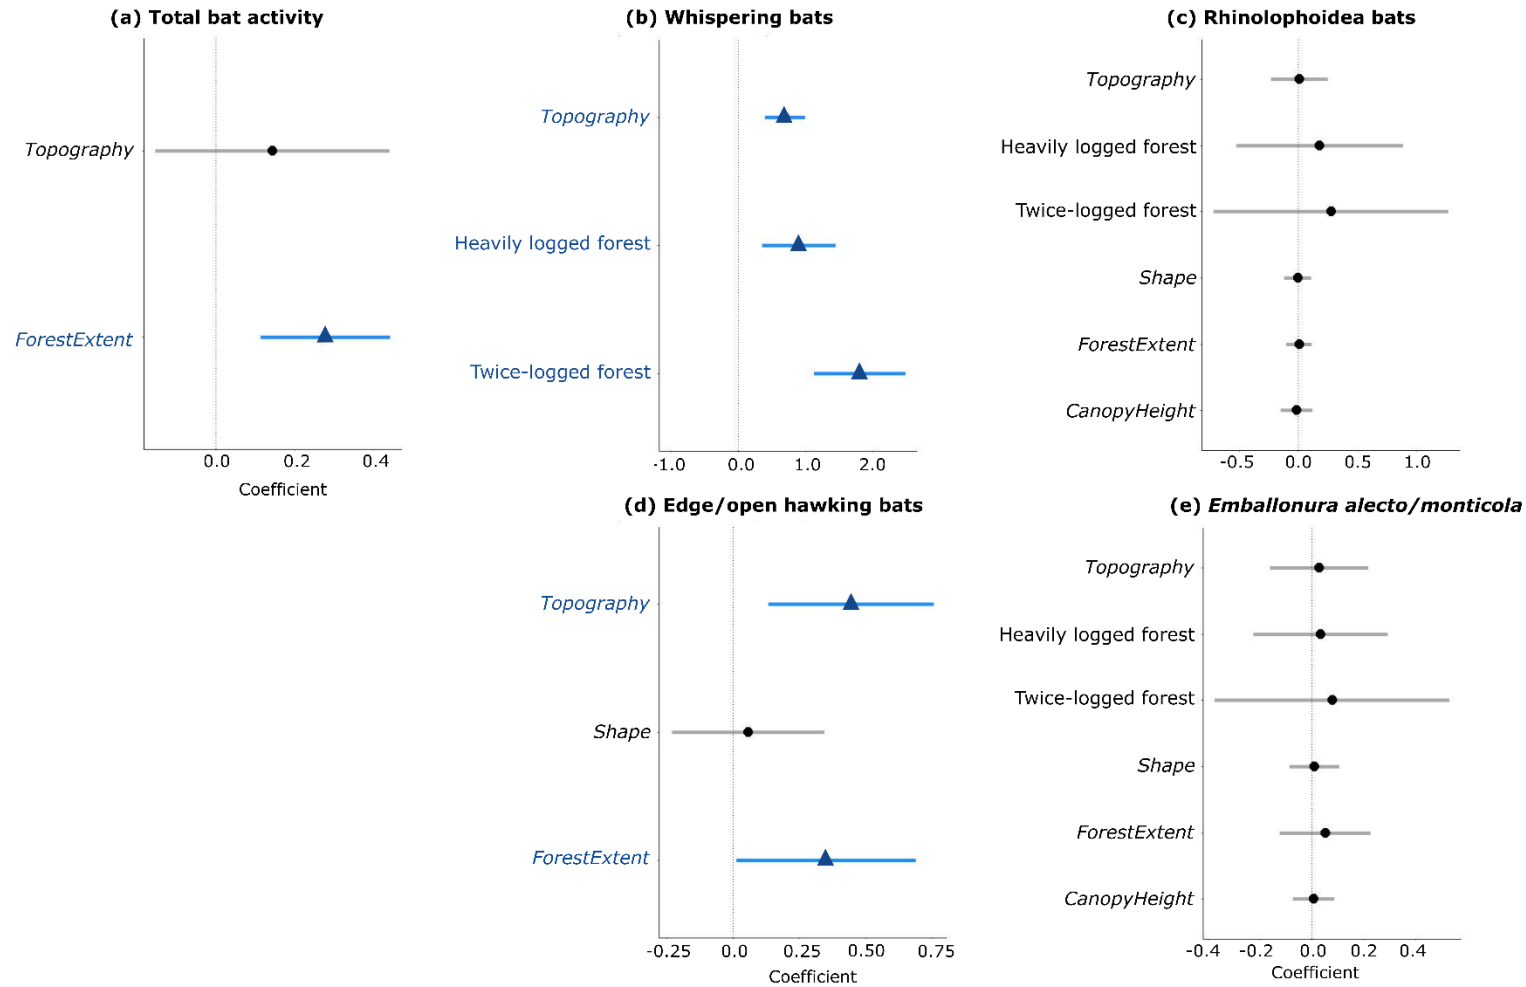 (a) Total bat activity
Topography
ForestExtent
0.0 0.2 0.4
Coefficient
(b) Whispering bats
Topography
Heavily logged forest
Twice-logged forest
-1.0 0.0 1.0 2.0
(c) Rhinolophoidea bats
Topography
Heavily logged forest
Twice-logged forest
Shape
ForestExtent
CanopyHeight
-0.5 0.0 0.5 1.0
(d) Edge/open hawking bats
Topography
Shape
ForestExtent
-0.25 0.0 0.25 0.50 0.75
Coefficient
(e) Emballonura alecto/monticola
Topography
Heavily logged forest
Twice-logged forest
Shape
ForestExtent
CanopyHeight
-0.4 -0.2 0.0 0.2 0.4
Coefficient